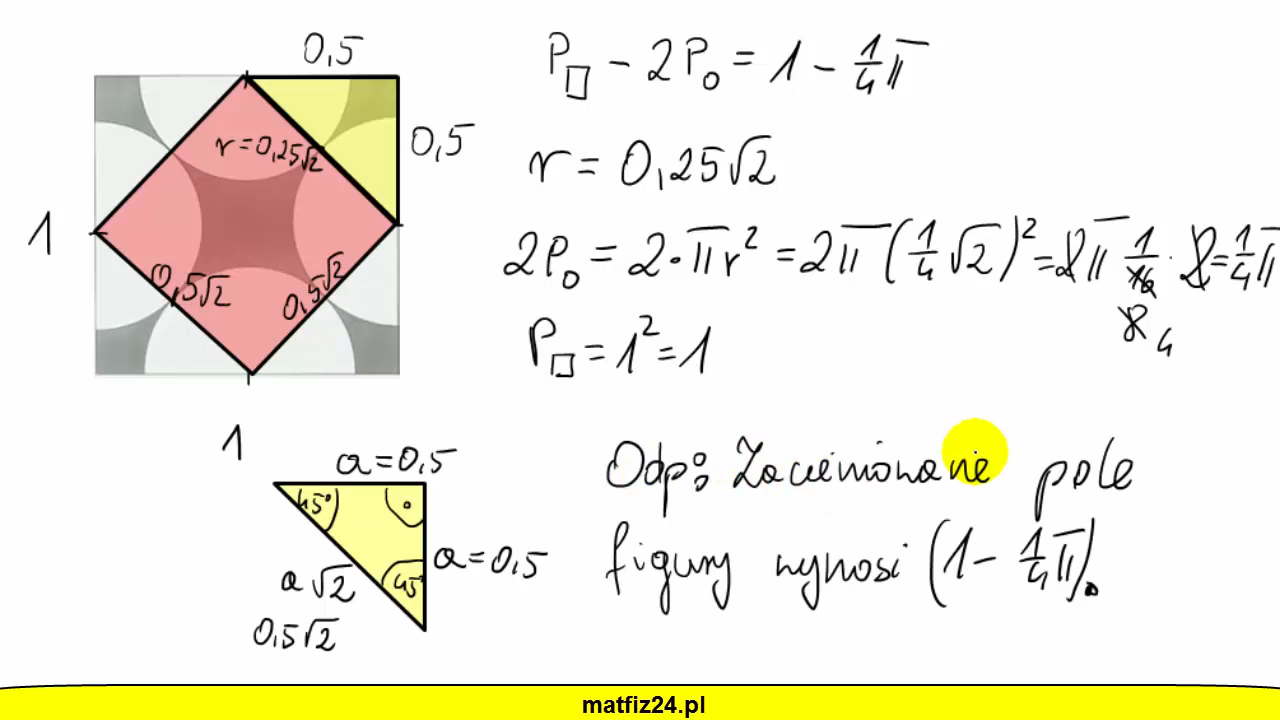 0,5
P□ - 2P₀ = 1 - 1/4 π
0,5
r = 0,25√2
r = 0,25√2
1
2P₀ = 2·πr² = 2π (1/4 √2)² = 2π 1/16 · 2 = 1/4 π
8 4
0,5√2
0,5√2
P□ = 1² = 1
1
a = 0,5
45°
a = 0,5
45°
a√2
0,5√2
Odp: Zacieniowane pole
figury wynosi (1 - 1/4 π).
matfiz24.pl